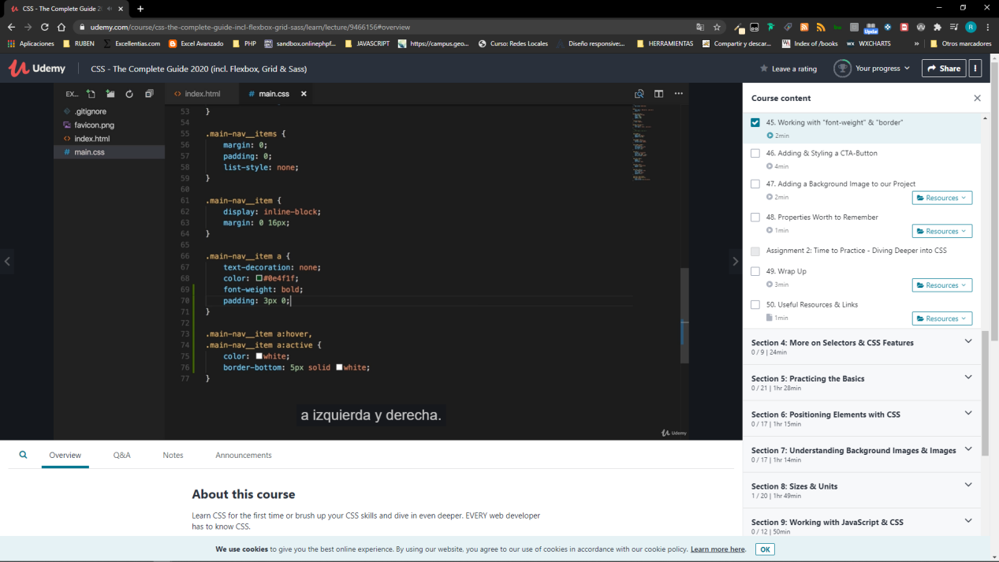 CSS - The Complete Guide 2
udemy.com/course/css-the-complete-guide-incl-flexbox-grid-sass/learn/lecture/9466156#overview
Aplicaciones
RUBEN
Excellentias.com
Excel Avanzado
PHP
sandbox.onlinephpf...
JAVASCRIPT
https://campus.geo...
Curso: Redes Locales
Diseño responsive:...
HERRAMIENTAS
Compartir y descar...
Index of /books
WXCHARTS
»
Otros marcadores
Udemy
CSS - The Complete Guide 2020 (incl. Flexbox, Grid & Sass)
Leave a rating
Your progress
Share
EX...
index.html
# main.css
.gitignore
favicon.png
index.html
# main.css
53 }
54
55 .main-nav__items {
56 margin: 0;
57 padding: 0;
58 list-style: none;
59 }
60
61 .main-nav__item {
62 display: inline-block;
63 margin: 0 16px;
64 }
65
66 .main-nav__item a {
67 text-decoration: none;
68 color: #0e4f1f;
69 font-weight: bold;
70 padding: 3px 0;
71 }
72
73 .main-nav__item a:hover,
74 .main-nav__item a:active {
75 color: white;
76 border-bottom: 5px solid white;
77 }
a izquierda y derecha.
Udemy
Course content
45. Working with "font-weight" & "border"
2min
46. Adding & Styling a CTA-Button
4min
47. Adding a Background Image to our Project
2min
Resources
48. Properties Worth to Remember
1min
Resources
Assignment 2: Time to Practice - Diving Deeper into CSS
49. Wrap Up
3min
Resources
50. Useful Resources & Links
1min
Resources
Section 4: More on Selectors & CSS Features
0 / 9 | 24min
Section 5: Practicing the Basics
0 / 21 | 1hr 28min
Section 6: Positioning Elements with CSS
0 / 17 | 1hr 15min
Section 7: Understanding Background Images & Images
0 / 17 | 1hr 14min
Section 8: Sizes & Units
1 / 20 | 1hr 49min
Section 9: Working with JavaScript & CSS
0 / 12 | 50min
Overview
Q&A
Notes
Announcements
About this course
Learn CSS for the first time or brush up your CSS skills and dive in even deeper. EVERY web developer
has to know CSS.
We use cookies to give you the best online experience. By using our website, you agree to our use of cookies in accordance with our cookie policy. Learn more here.
OK